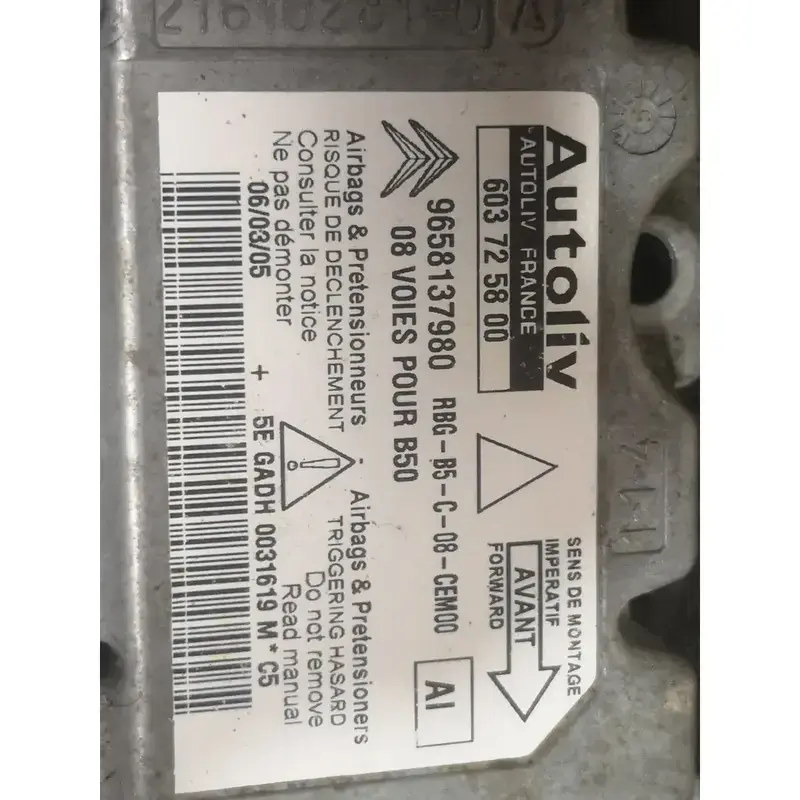 Autoliv
AUTOLIV FRANCE
603 72 58 00
SENS DE MONTAGE
IMPERATIF
AVANT
FORWARD
9658137980 RBG-B5-C-08-CEM00
AI
08 VOIES POUR B50
Airbags & Pretensionneurs - Airbags & Pretensioners
RISQUE DE DECLENCHEMENT TRIGGERING HASARD
Consulter la notice Do not remove
Ne pas démonter Read manual
06/03/05 + 5E GADH 0031619 M * C5